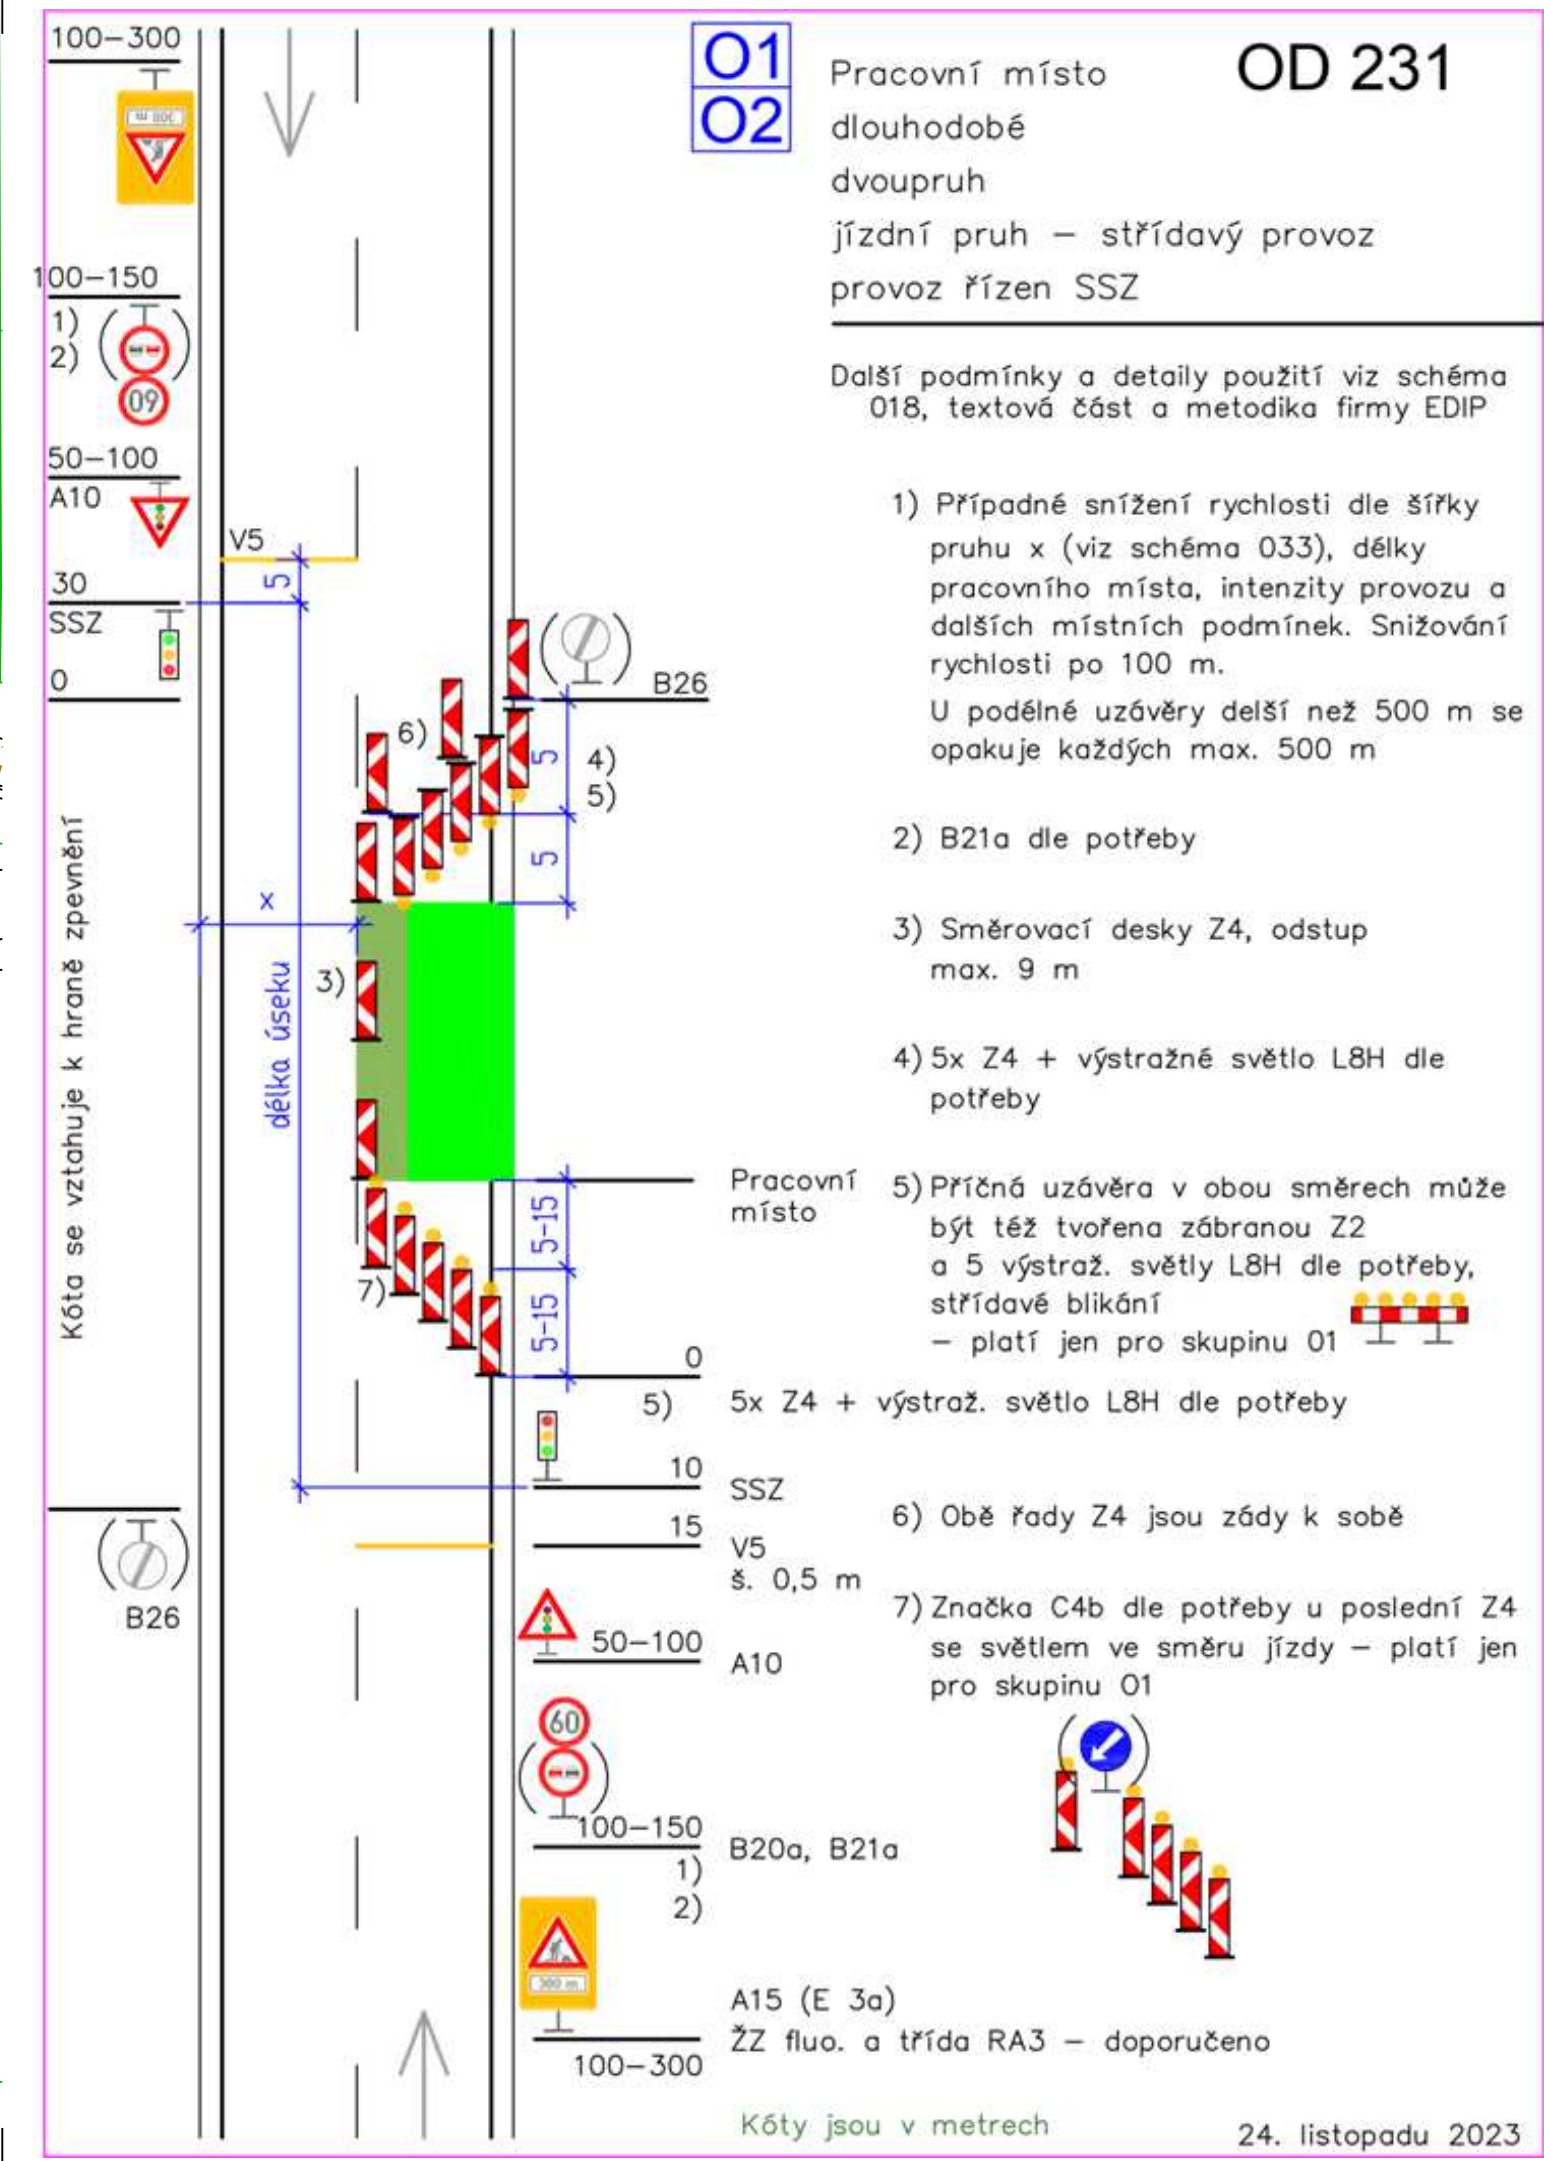 100–300
300 m
100–150
1)
2)
60
50–100
A10
V5
5
30
SSZ
0
B26
6)
5
4)
5)
5
x
3)
délka úseku
Kóta se vztahuje k hraně zpevnění
Pracovní
místo
5-15
7)
5-15
0
5)
5x Z4 + výstraž. světlo L8H dle potřeby
10
SSZ
15
V5
š. 0,5 m
B26
50–100
A10
60
100–150
B20a, B21a
1)
2)
300 m
A15 (E 3a)
ŽZ fluo. a třída RA3 – doporučeno
100–300
Kóty jsou v metrech
O1
O2
OD 231
Pracovní místo
dlouhodobé
dvoupruh
jízdní pruh – střídavý provoz
provoz řízen SSZ
Další podmínky a detaily použití viz schéma
018, textová část a metodika firmy EDIP
1) Případné snížení rychlosti dle šířky
pruhu x (viz schéma 033), délky
pracovního místa, intenzity provozu a
dalších místních podmínek. Snižování
rychlosti po 100 m.
U podélné uzávěry delší než 500 m se
opakuje každých max. 500 m
2) B21a dle potřeby
3) Směrovací desky Z4, odstup
max. 9 m
4) 5x Z4 + výstražné světlo L8H dle
potřeby
5) Příčná uzávěra v obou směrech může
být též tvořena zábranou Z2
a 5 výstraž. světly L8H dle potřeby,
střídavé blikání
– platí jen pro skupinu O1
6) Obě řady Z4 jsou zády k sobě
7) Značka C4b dle potřeby u poslední Z4
se světlem ve směru jízdy – platí jen
pro skupinu O1
24. listopadu 2023